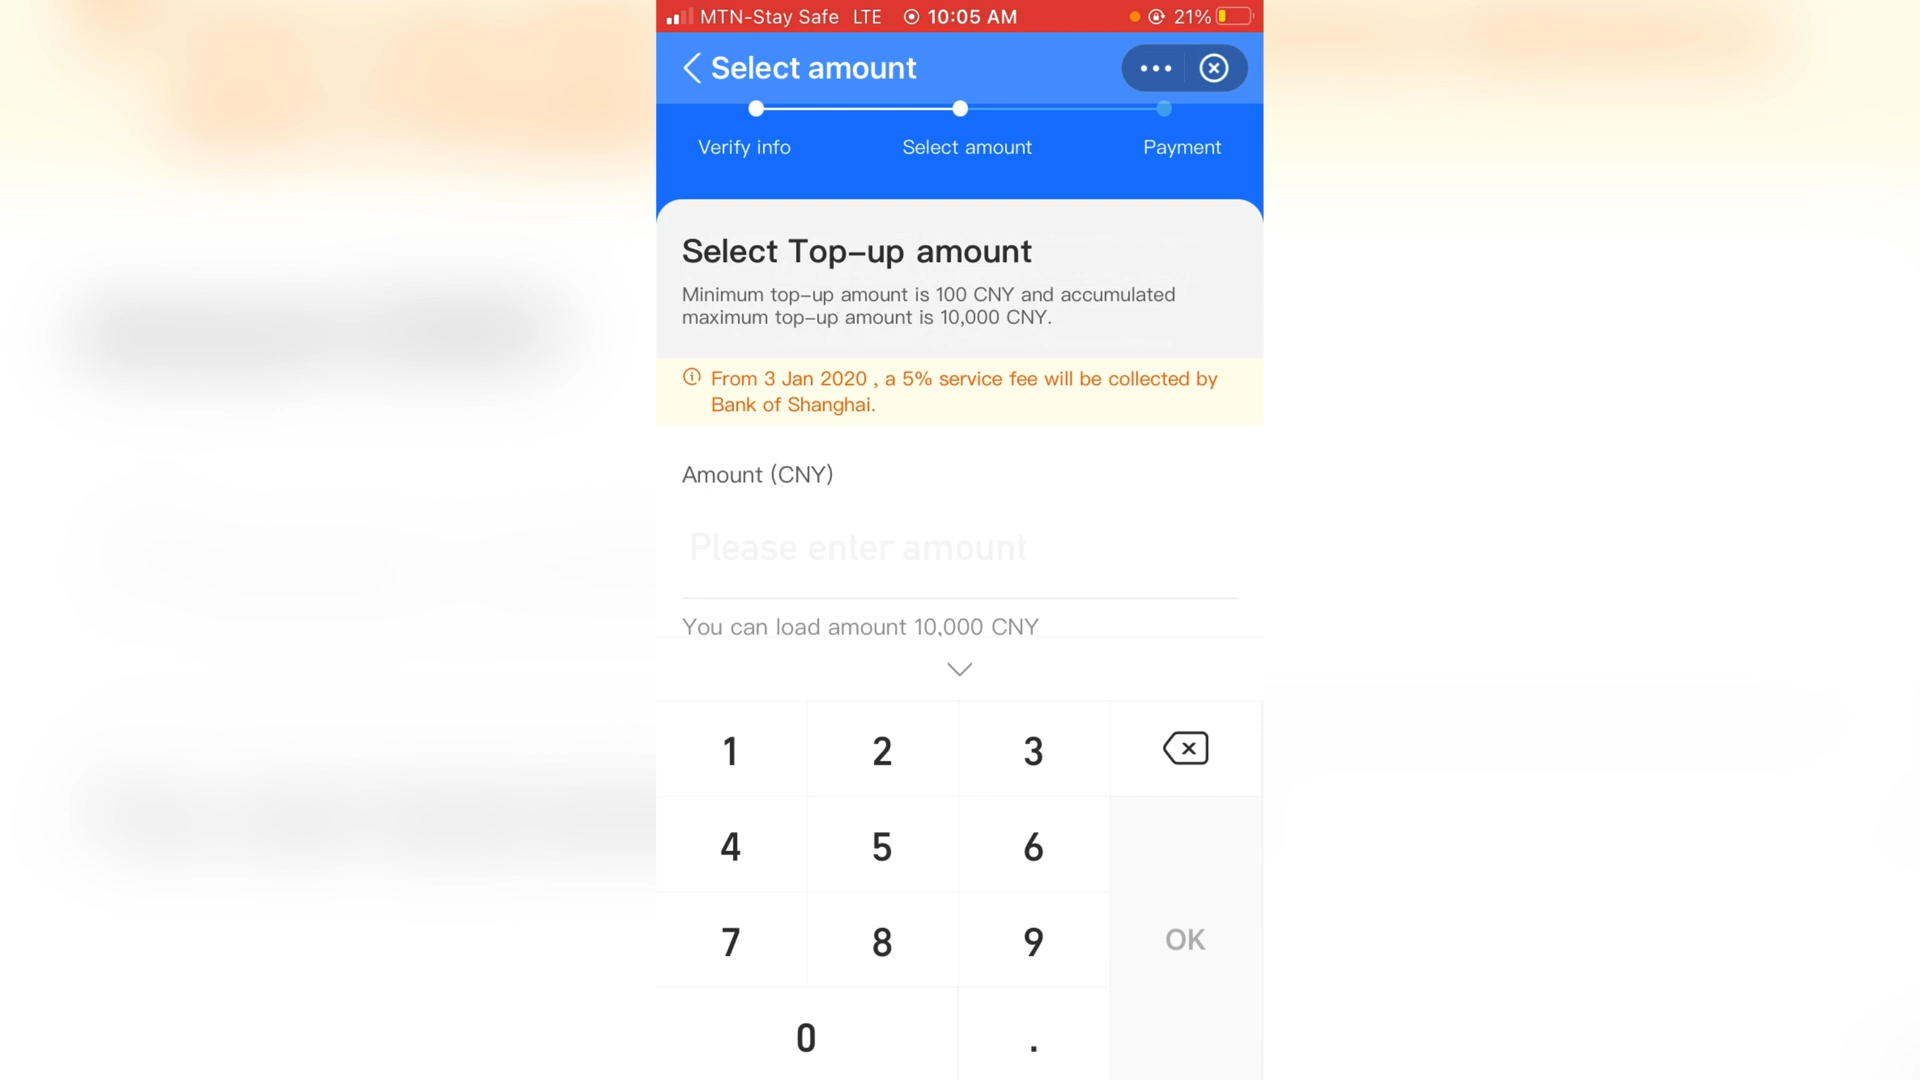 MTN-Stay Safe LTE 10:05 AM 21%
Select amount
Verify info Select amount Payment
Select Top-up amount
Minimum top-up amount is 100 CNY and accumulated
maximum top-up amount is 10,000 CNY.
From 3 Jan 2020 , a 5% service fee will be collected by
Bank of Shanghai.
Amount (CNY)
Please enter amount
You can load amount 10,000 CNY
1 2 3
4 5 6
7 8 9 OK
0 .